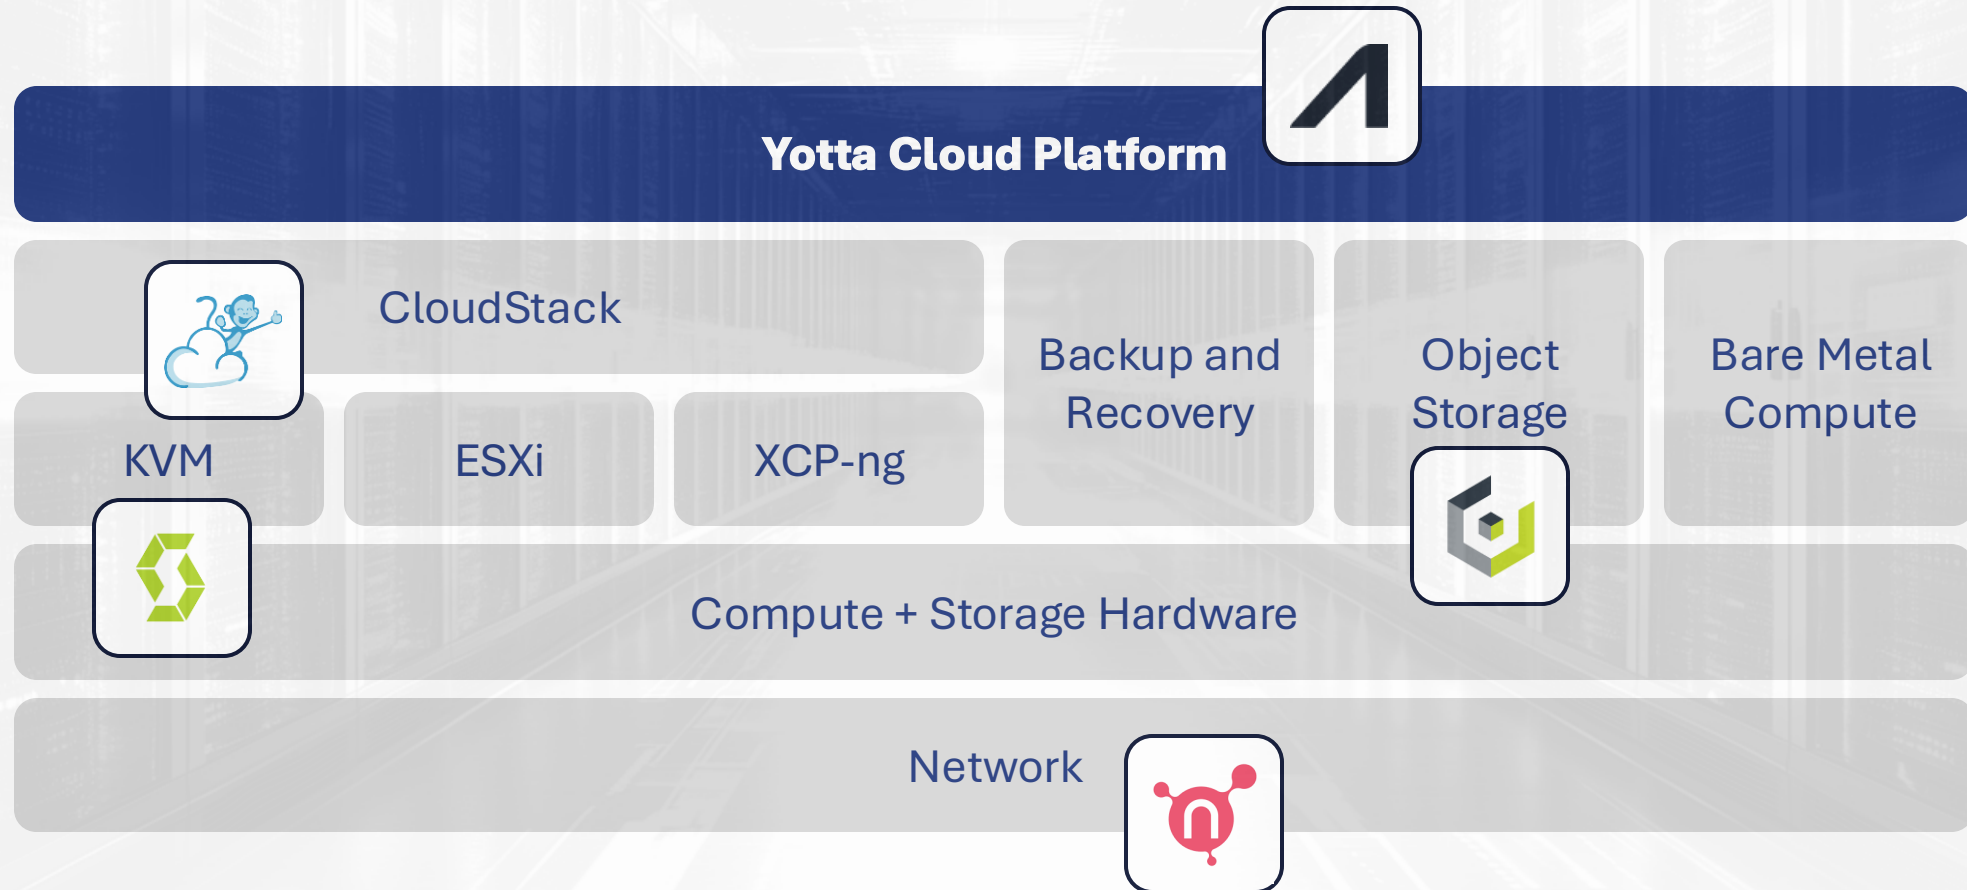 Yotta Cloud Platform
CloudStack
Backup and
Recovery
Object
Storage
Bare Metal
Compute
KVM
ESXi
XCP-ng
Compute + Storage Hardware
Network